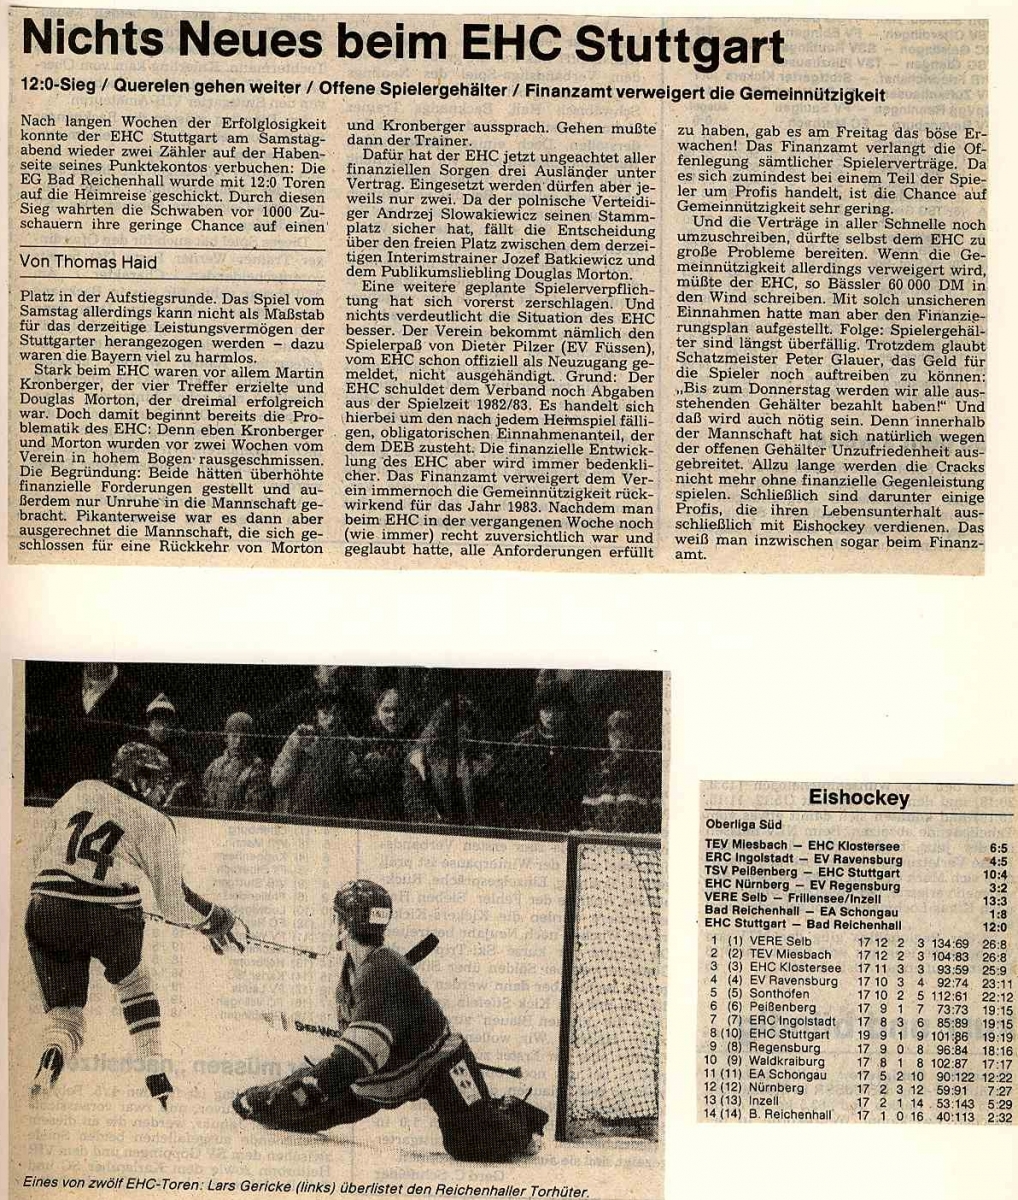 Nichts Neues beim EHC Stuttgart
12:0-Sieg / Querelen gehen weiter / Offene Spielergehälter / Finanzamt verweigert die Gemeinnützigkeit
Nach langen Wochen der Erfolglosigkeit
konnte der EHC Stuttgart am Samstag-
abend wieder zwei Zähler auf der Haben-
seite seines Punktekontos verbuchen: Die
EG Bad Reichenhall wurde mit 12:0 Toren
auf die Heimreise geschickt. Durch diesen
Sieg wahrten die Schwaben vor 1000 Zu-
schauern ihre geringe Chance auf einen
Von Thomas Haid
Platz in der Aufstiegsrunde. Das Spiel vom
Samstag allerdings kann nicht als Maßstab
für das derzeitige Leistungsvermögen der
Stuttgarter herangezogen werden – dazu
waren die Bayern viel zu harmlos.
Stark beim EHC waren vor allem Martin
Kronberger, der vier Treffer erzielte und
Douglas Morton, der dreimal erfolgreich
war. Doch damit beginnt bereits die Pro-
blematik des EHC: Denn eben Kronberger
und Morton wurden vor zwei Wochen vom
Verein in hohem Bogen rausgeschmissen.
Die Begründung: Beide hätten überhöhte
finanzielle Forderungen gestellt und au-
ßerdem nur Unruhe in die Mannschaft ge-
bracht. Pikanterweise war es dann aber
ausgerechnet die Mannschaft, die sich ge-
schlossen für eine Rückkehr von Morton
und Kronberger aussprach. Gehen mußte
dann der Trainer.
Dafür hat der EHC jetzt ungeachtet aller
finanziellen Sorgen drei Ausländer unter
Vertrag. Eingesetzt werden dürfen aber je-
weils nur zwei. Da der polnische Verteidi-
ger Andrzej Slowakiewicz seinen Stamm-
platz sicher hat, fällt die Entscheidung
über den freien Platz zwischen dem derzei-
tigen Interimstrainer Jozef Batkiewicz und
dem Publikumsliebling Douglas Morton.
Eine weitere geplante Spielerverpflich-
tung hat sich vorerst zerschlagen. Und
nichts verdeutlicht die Situation des EHC
besser. Der Verein bekommt nämlich den
Spielerpaß von Dieter Pilzer (EV Füssen),
vom EHC schon offiziell als Neuzugang ge-
meldet, nicht ausgehändigt. Grund: Der
EHC schuldet dem Verband noch Abgaben
aus der Spielzeit 1982/83. Es handelt sich
hierbei um den nach jedem Heimspiel fälli-
gen, obligatorischen Einnahmenanteil, der
dem DEB zusteht. Die finanzielle Entwick-
lung des EHC aber wird immer bedenkli-
cher. Das Finanzamt verweigert dem Ver-
ein immernoch die Gemeinnützigkeit rück-
wirkend für das Jahr 1983. Nachdem man
beim EHC in der vergangenen Woche noch
(wie immer) recht zuversichtlich war und
geglaubt hatte, alle Anforderungen erfüllt
zu haben, gab es am Freitag das böse Er-
wachen! Das Finanzamt verlangt die Of-
fenlegung sämtlicher Spielerverträge. Da
es sich zumindest bei einem Teil der Spie-
ler um Profis handelt, ist die Chance auf
Gemeinnützigkeit sehr gering.
Und die Verträge in aller Schnelle noch
umzuschreiben, dürfte selbst dem EHC zu
große Probleme bereiten. Wenn die Ge-
meinnützigkeit allerdings verweigert wird,
müßte der EHC, so Bässler 60 000 DM in
den Wind schreiben. Mit solch unsicheren
Einnahmen hatte man aber den Finanzie-
rungsplan aufgestellt. Folge: Spielergehäl-
ter sind längst überfällig. Trotzdem glaubt
Schatzmeister Peter Glauer, das Geld für
die Spieler noch auftreiben zu können:
„Bis zum Donnerstag werden wir alle aus-
stehenden Gehälter bezahlt haben!" Und
daß wird auch nötig sein. Denn innerhalb
der Mannschaft hat sich natürlich wegen
der offenen Gehälter Unzufriedenheit aus-
gebreitet. Allzu lange werden die Cracks
nicht mehr ohne finanzielle Gegenleistung
spielen. Schließlich sind darunter einige
Profis, die ihren Lebensunterhalt aus-
schließlich mit Eishockey verdienen. Das
weiß man inzwischen sogar beim Finanz-
amt.
14
SHERWOOD
Eines von zwölf EHC-Toren: Lars Gericke (links) überlistet den Reichenhaller Torhüter.
Eishockey
Oberliga Süd
TEV Miesbach – EHC Klostersee 6:5
ERC Ingolstadt – EV Ravensburg 4:5
TSV Peißenberg – EHC Stuttgart 10:4
EHC Nürnberg – EV Regensburg 3:2
VERE Selb – Frillensee/Inzell 13:3
Bad Reichenhall – EA Schongau 1:8
EHC Stuttgart – Bad Reichenhall 12:0
1 (1) VERE Selb 17 12 2 3 134:69 26:8
2 (2) TEV Miesbach 17 12 2 3 104:83 26:8
3 (3) EHC Klostersee 17 11 3 3 93:59 25:9
4 (4) EV Ravensburg 17 10 3 4 92:74 23:11
5 (5) Sonthofen 17 10 2 5 112:61 22:12
6 (6) Peißenberg 17 9 1 7 73:73 19:15
7 (7) ERC Ingolstadt 17 8 3 6 85:89 19:15
8 (10) EHC Stuttgart 19 9 1 9 101:86 19:19
9 (8) Regensburg 17 9 0 8 96:84 18:16
10 (9) Waldkraiburg 17 8 1 8 102:87 17:17
11 (11) EA Schongau 17 5 2 10 90:122 12:22
12 (12) Nürnberg 17 2 3 12 59:91 7:27
13 (13) Inzell 17 2 1 14 53:143 5:29
14 (14) B. Reichenhall 17 1 0 16 40:113 2:32